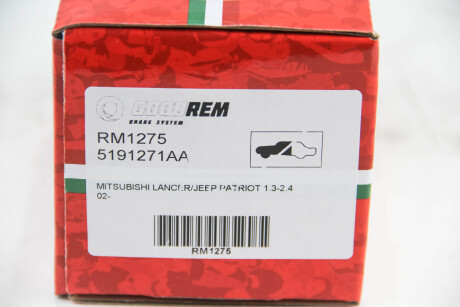 GOODREM
BRAKE SYSTEM
RM1275
5191271AA
MITSUBISHI LANCER/JEEP PATRIOT 1.3-2.4
02-
RM1275